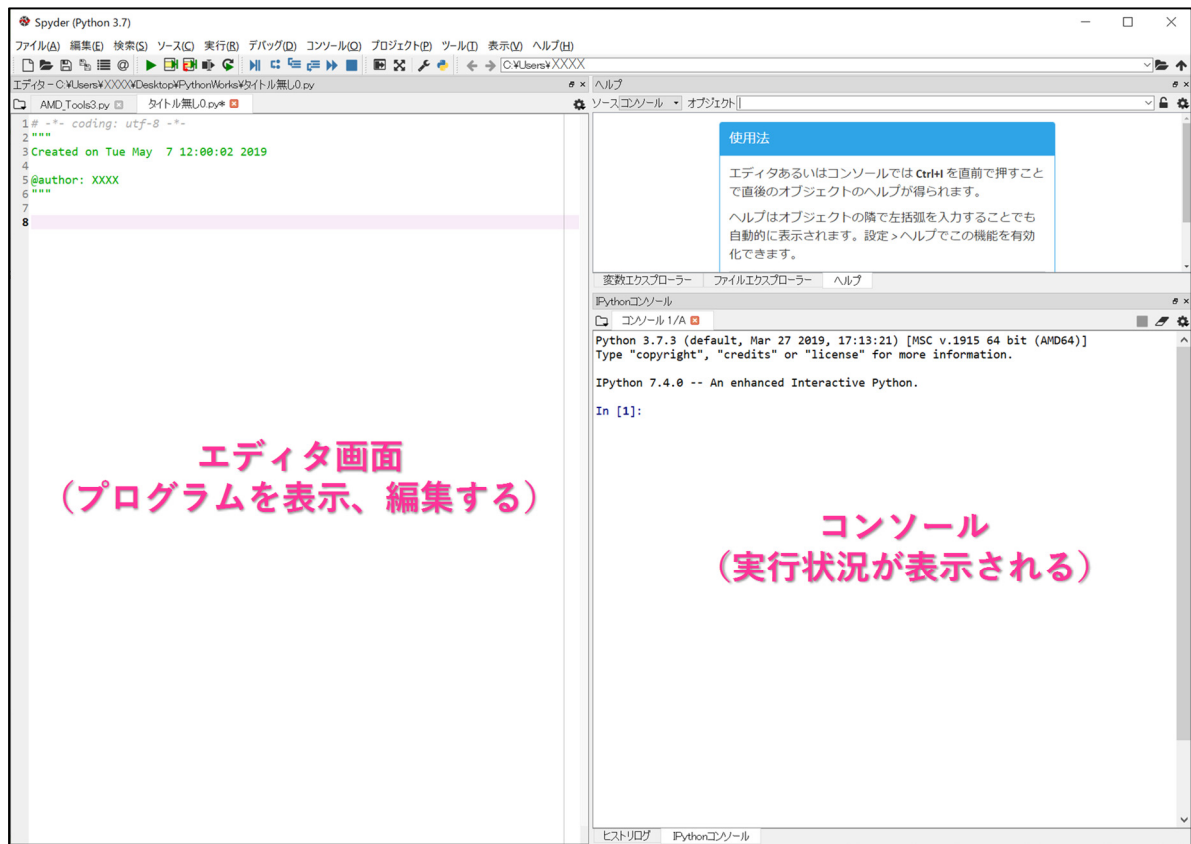 Spyder (Python 3.7)
ファイル(A) 編集(E) 検索(S) ソース(C) 実行(R) デバッグ(D) コンソール(O) プロジェクト(P) ツール(T) 表示(V) ヘルプ(H)
C:¥Users¥XXXX
エディタ - C:¥Users¥XXXX¥Desktop¥PythonWorks¥タイトル無し0.py
AMD_Tools3.py タイトル無し0.py*
1 # -*- coding: utf-8 -*-
2 """
3 Created on Tue May  7 12:00:02 2019
4
5 @author: XXXX
6 """
7
8
エディタ画面
（プログラムを表示、編集する）
ヘルプ
ソース コンソール オブジェクト
使用法
エディタあるいはコンソールでは Ctrl+I を直前で押すこと
で直後のオブジェクトのヘルプが得られます。
ヘルプはオブジェクトの隣で左括弧を入力することでも
自動的に表示されます。設定 > ヘルプでこの機能を有効
化できます。
変数エクスプローラー ファイルエクスプローラー ヘルプ
IPythonコンソール
コンソール 1/A
Python 3.7.3 (default, Mar 27 2019, 17:13:21) [MSC v.1915 64 bit (AMD64)]
Type "copyright", "credits" or "license" for more information.
IPython 7.4.0 -- An enhanced Interactive Python.
In [1]:
コンソール
（実行状況が表示される）
ヒストリログ IPythonコンソール